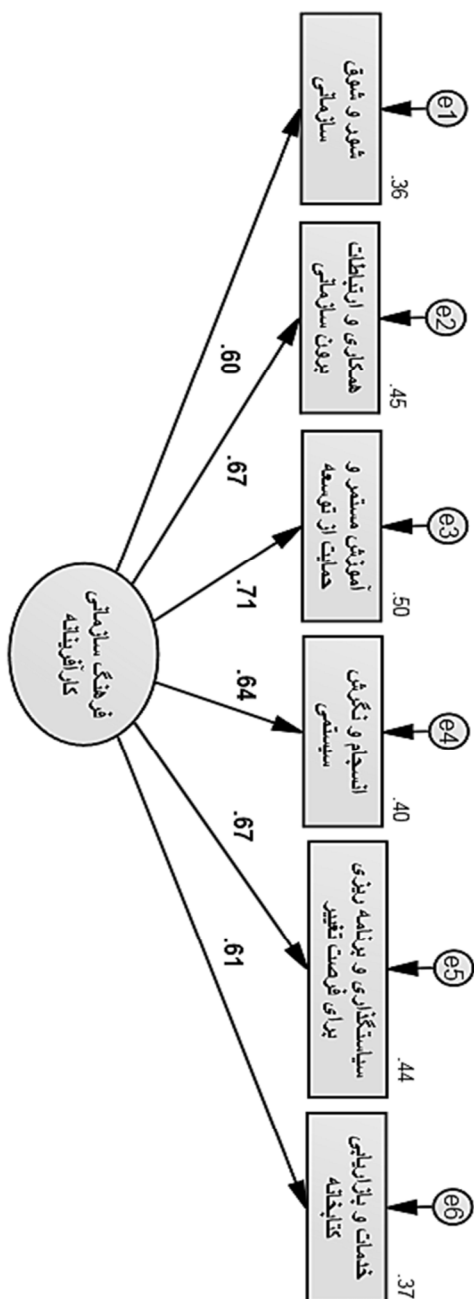 e1
.36
شور و شوق
سازمانی
e2
.45
همکاری و ارتباطات
برون سازمانی
e3
.50
آموزش مستمر و
حمایت از توسعه
e4
.40
انسجام و نگرش
سیستمی
e5
.44
سیاستگذاری و برنامه ریزی
برای فرصت تغییر
e6
.37
خدمات و بازاریابی
کتابخانه
.60
.67
.71
.64
.67
.61
فرهنگ سازمانی
کارآفرینانه